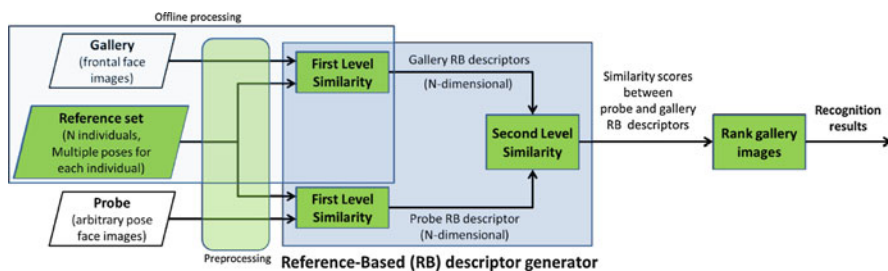 Offline processing
Gallery
(frontal face
images)
Reference set
(N individuals,
Multiple poses for
each individual)
Probe
(arbitrary pose
face images)
Preprocessing
First Level
Similarity
First Level
Similarity
Gallery RB descriptors
(N-dimensional)
Second Level
Similarity
Probe RB descriptor
(N-dimensional)
Reference-Based (RB) descriptor generator
Similarity scores
between
probe and gallery
RB descriptors
Rank gallery
images
Recognition
results